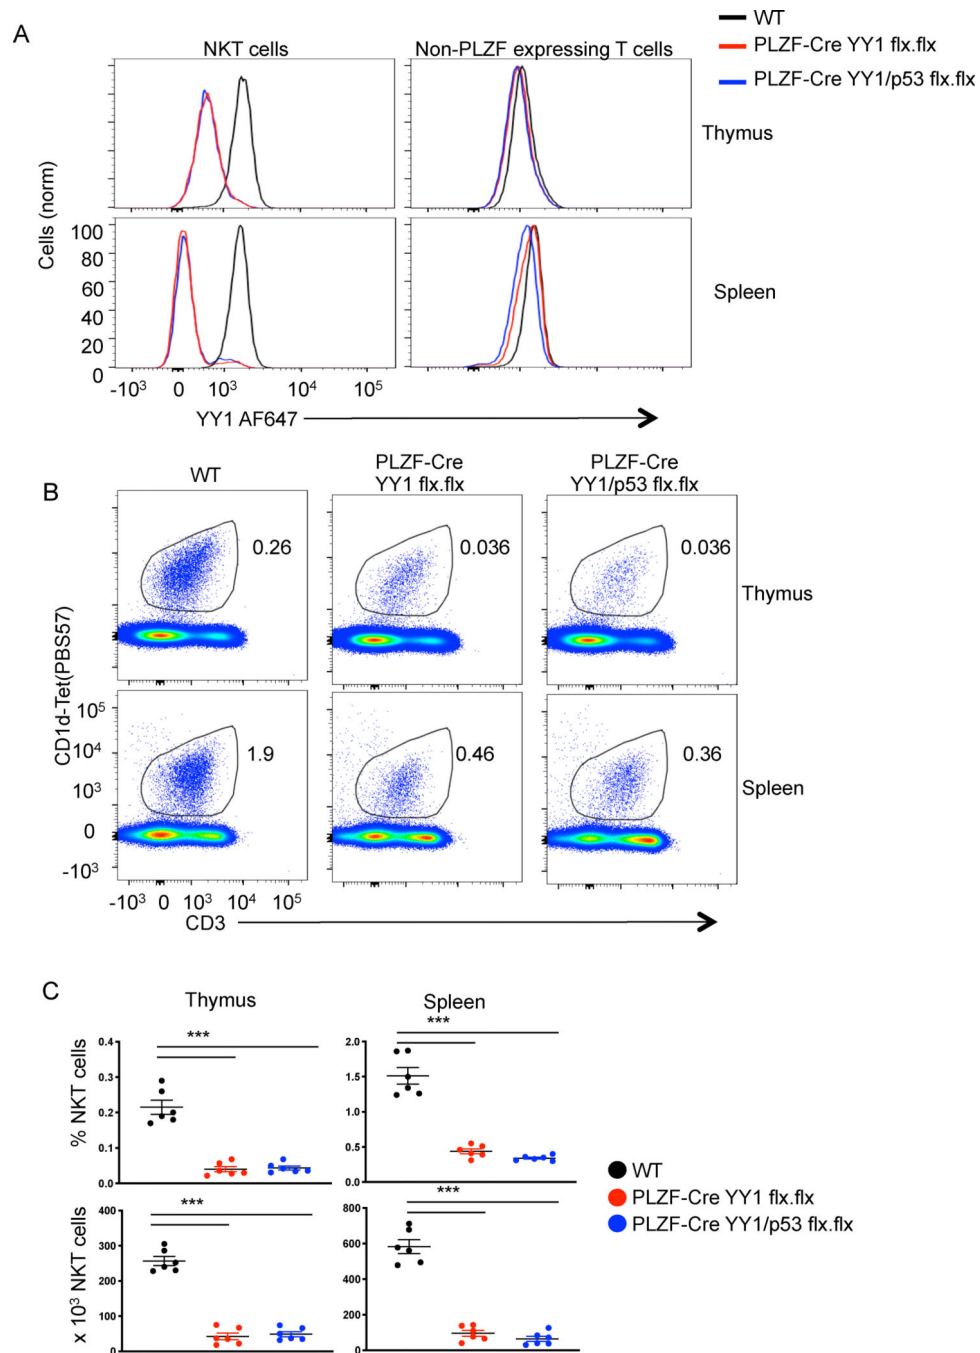 A
WT
PLZF-Cre YY1 flx.flx
PLZF-Cre YY1/p53 flx.flx
NKT cells
Non-PLZF expressing T cells
Thymus
Cells (norm)
100
80
60
40
20
0
Spleen
-10³ 0 10³ 10⁴ 10⁵
YY1 AF647
B
WT
PLZF-Cre
YY1 flx.flx
PLZF-Cre
YY1/p53 flx.flx
0.26
0.036
0.036
Thymus
CD1d-Tet(PBS57)
10⁵
10⁴
10³
0
-10³
1.9
0.46
0.36
Spleen
-10³ 0 10³ 10⁴ 10⁵
CD3
C
Thymus
Spleen
% NKT cells
0.4
0.3
0.2
0.1
0.0
***
2.0
1.5
1.0
0.5
0.0
***
x 10³ NKT cells
400
300
200
100
0
***
800
600
400
200
0
***
WT
PLZF-Cre YY1 flx.flx
PLZF-Cre YY1/p53 flx.flx